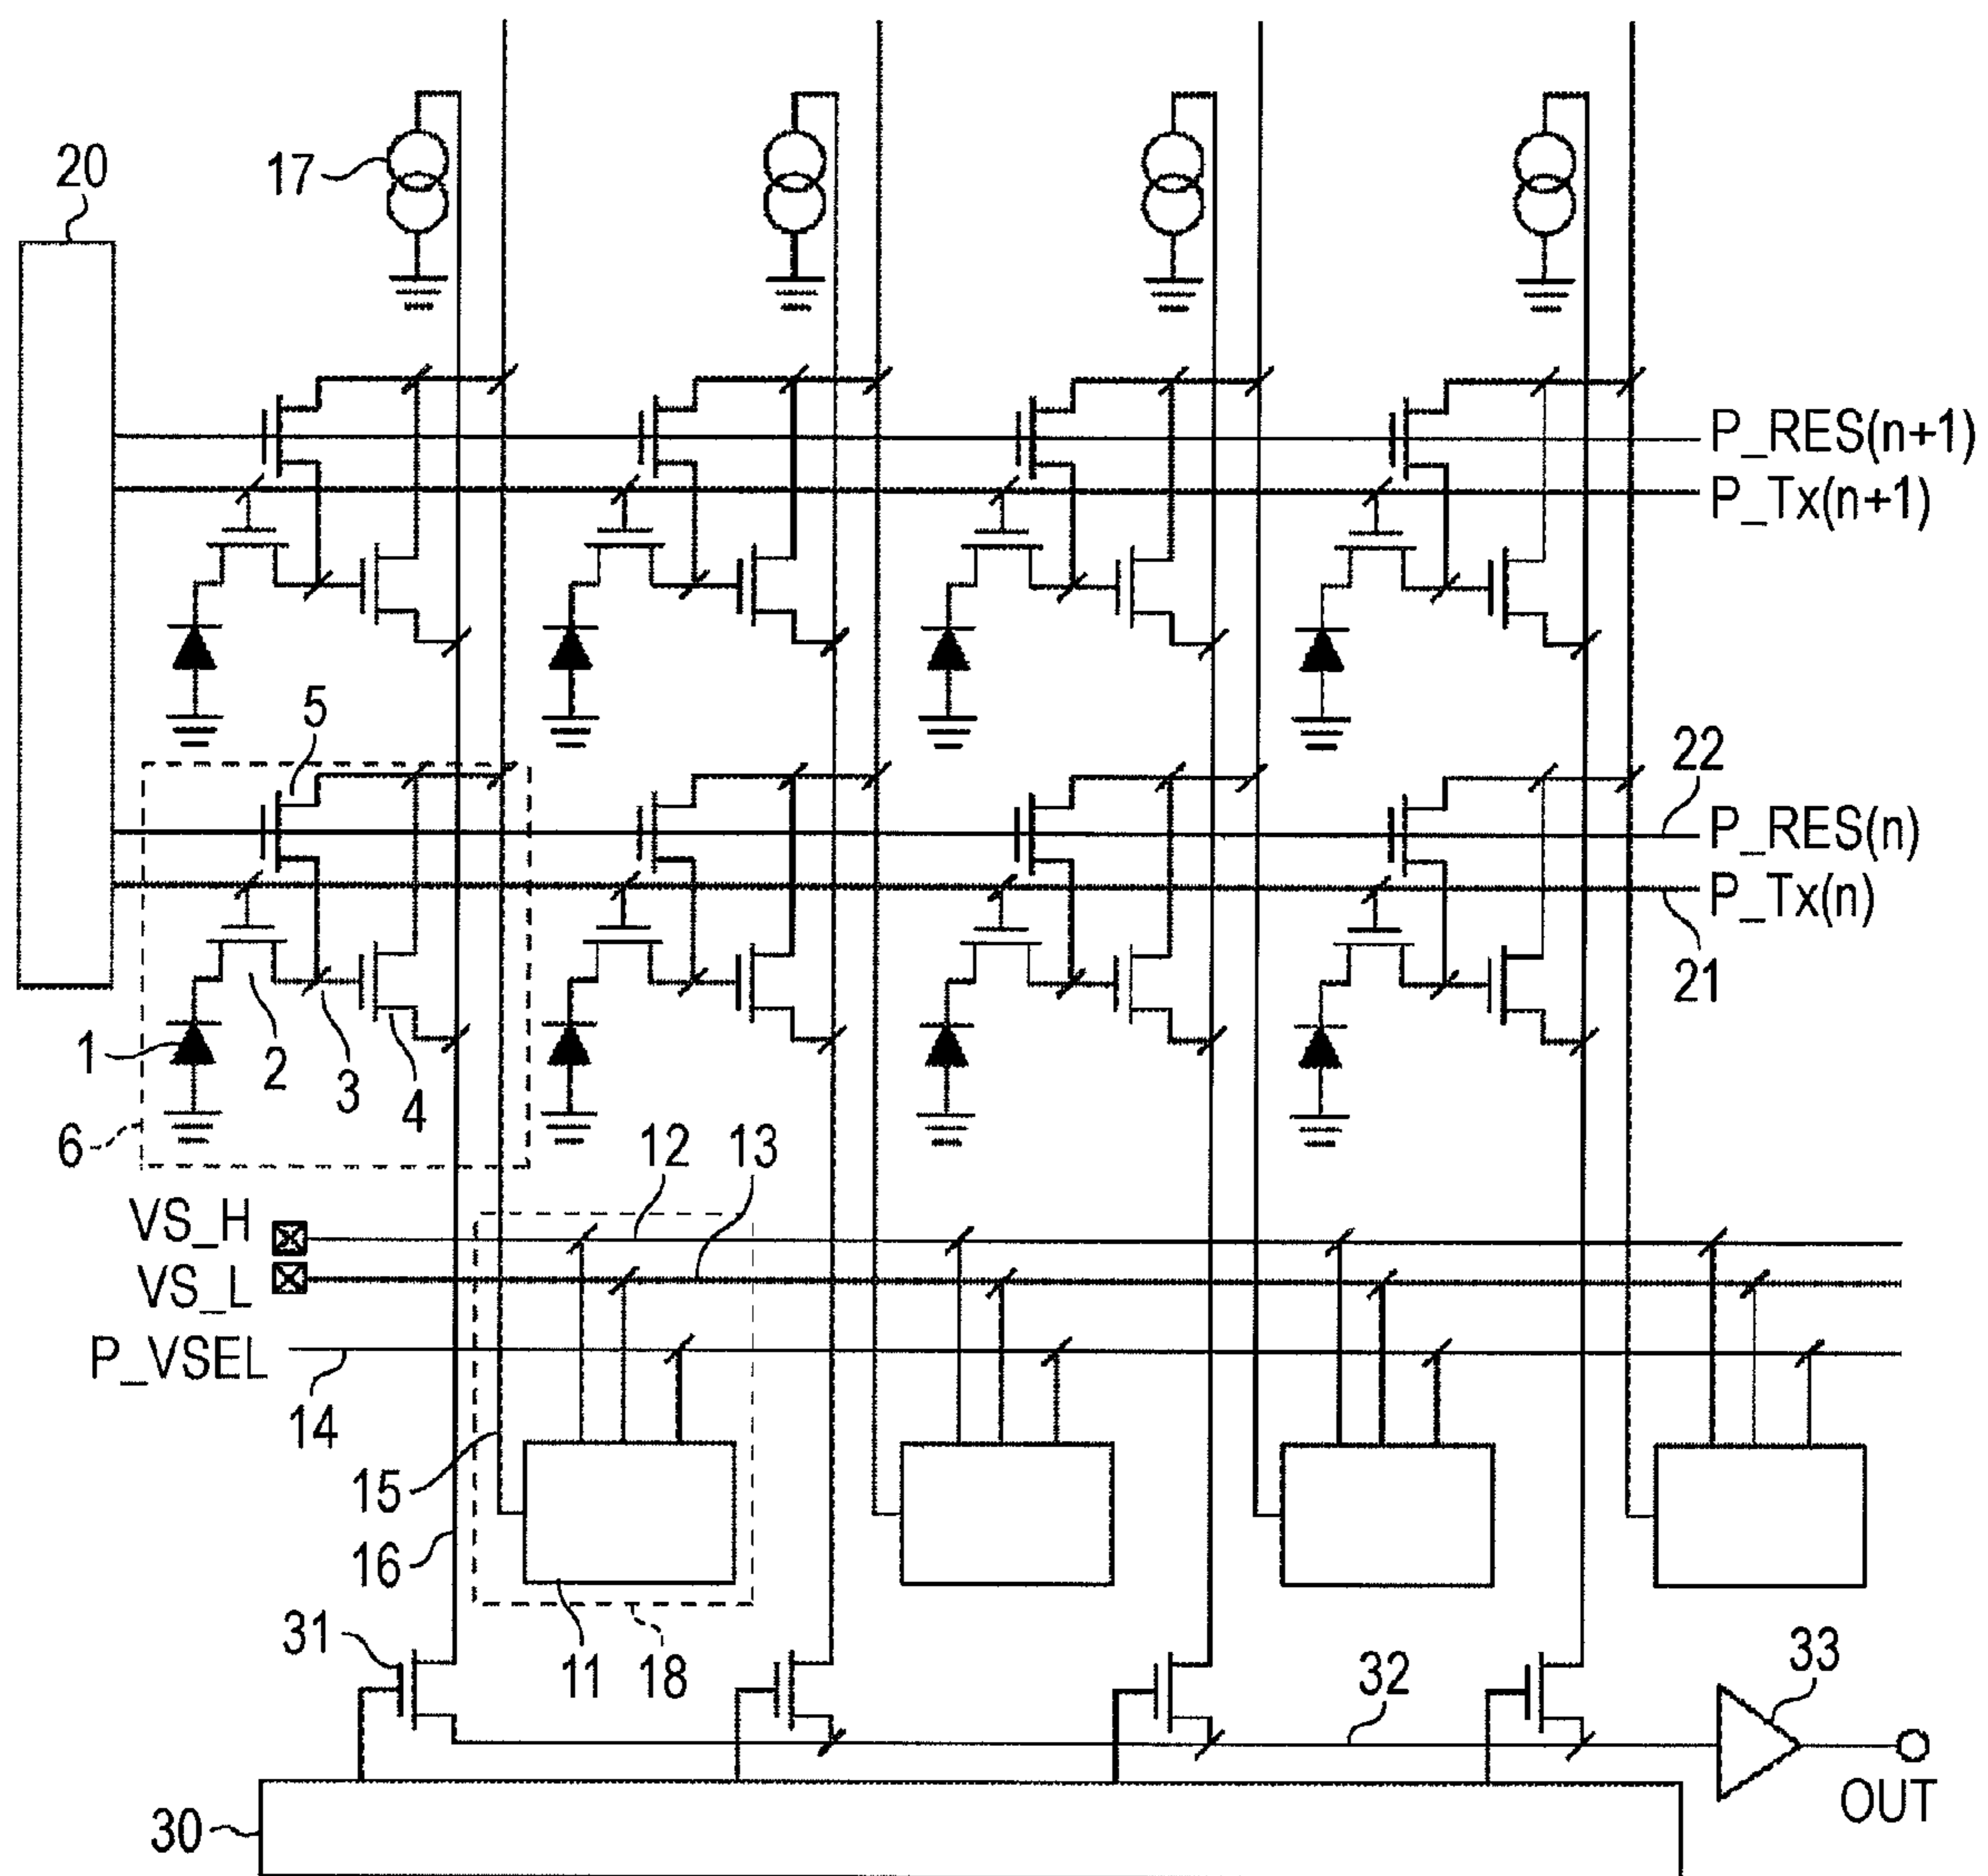 20
17
P_RES(n+1)
P_Tx(n+1)
5
22
P_RES(n)
P_Tx(n)
21
1
2
3
4
6
12
13
VS_H
VS_L
P_VSEL
14
15
16
31
11
18
32
33
30
OUT